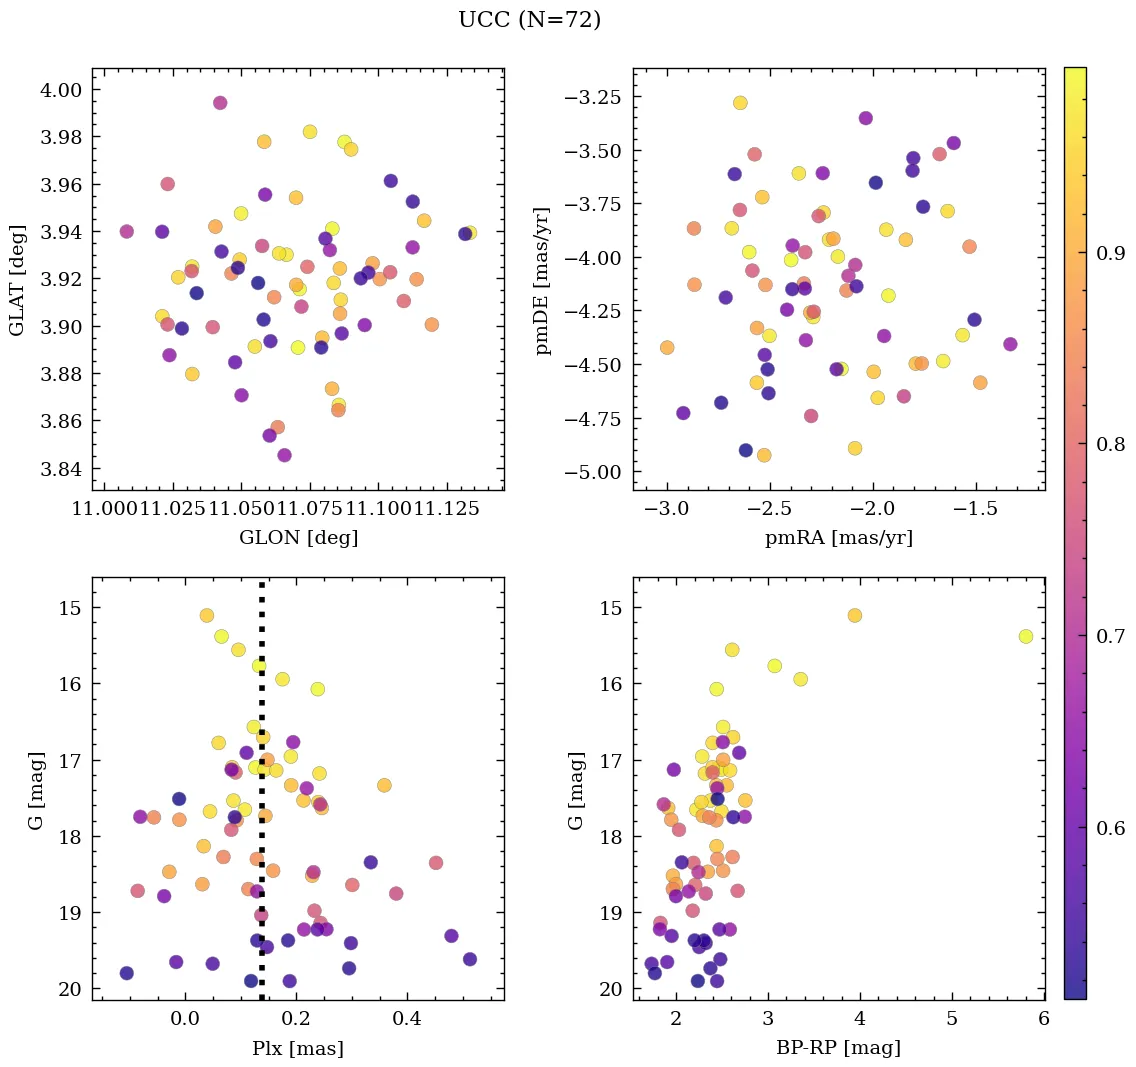 UCC (N=72)
4.00
3.98
3.96
3.94
3.92
3.90
3.88
3.86
3.84
GLAT [deg]
11.000 11.025 11.050 11.075 11.100 11.125
GLON [deg]
−3.25
−3.50
−3.75
−4.00
−4.25
−4.50
−4.75
−5.00
pmDE [mas/yr]
−3.0 −2.5 −2.0 −1.5
pmRA [mas/yr]
0.9
0.8
0.7
0.6
15
16
17
18
19
20
G [mag]
0.0 0.2 0.4
Plx [mas]
15
16
17
18
19
20
G [mag]
2 3 4 5 6
BP-RP [mag]